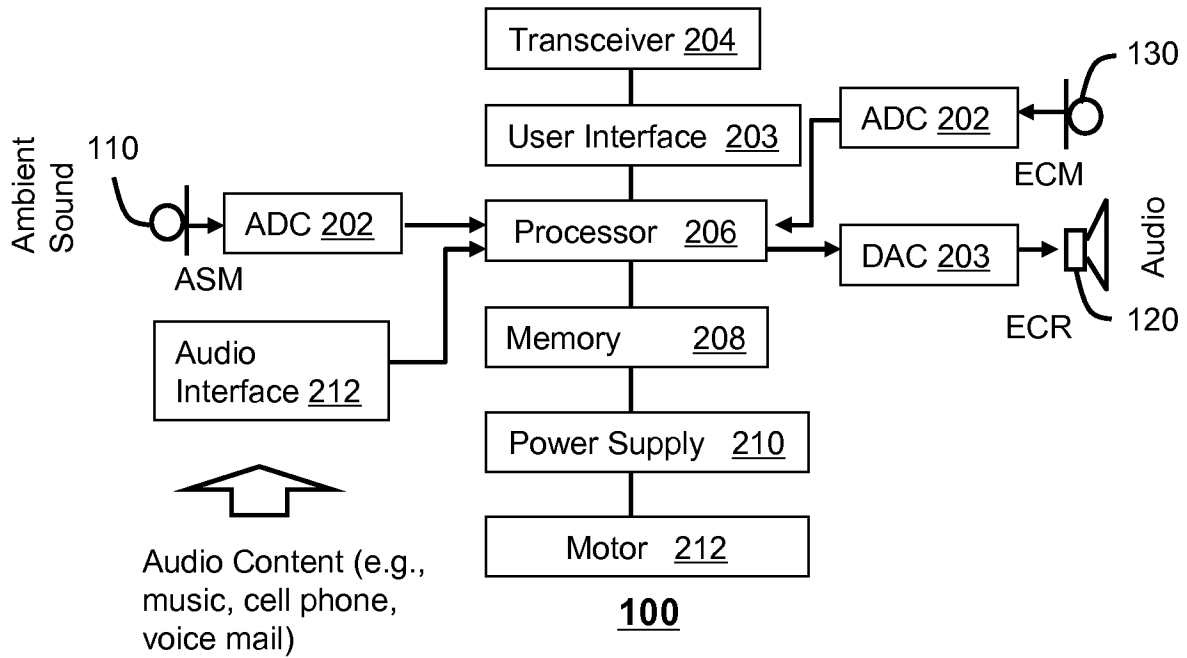 Transceiver 204
130
User Interface 203
ADC 202
ECM
Ambient
Sound
110
ADC 202
ASM
Processor 206
DAC 203
Audio
ECR
120
Audio
Interface 212
Memory 208
Power Supply 210
Motor 212
Audio Content (e.g.,
music, cell phone,
voice mail)
100